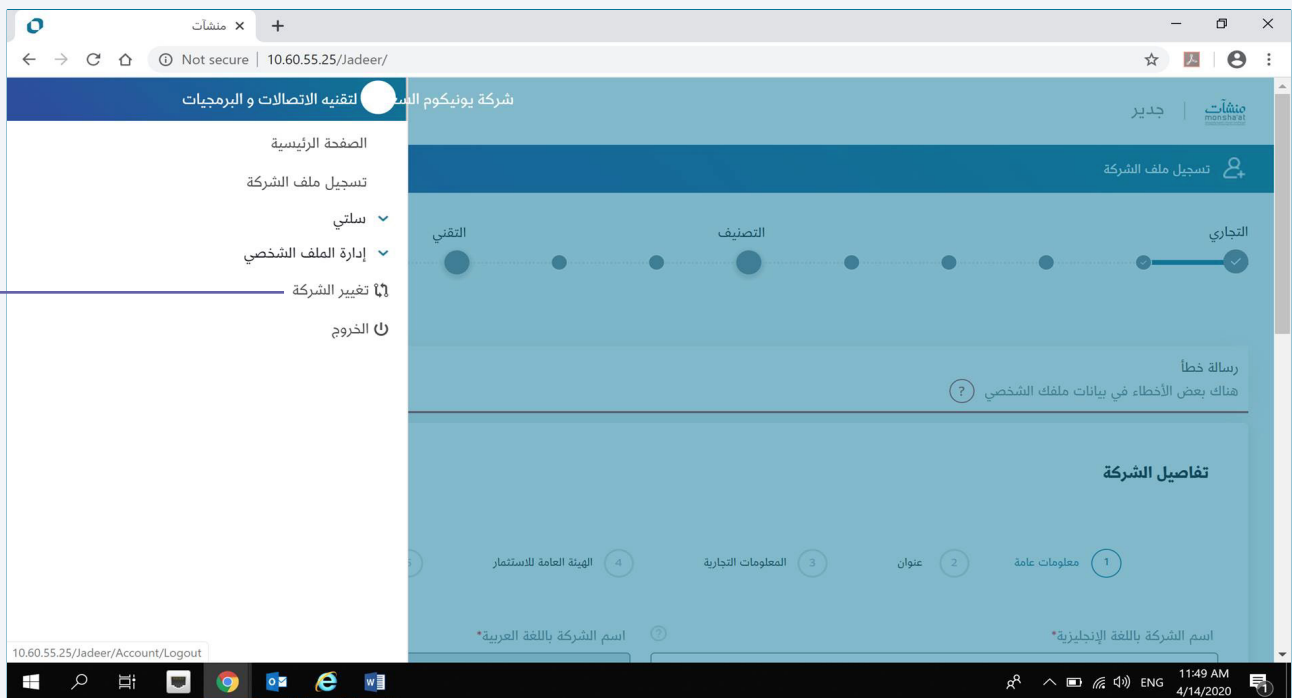 منشآت
Not secure | 10.60.55.25/Jadeer/
شركة يونيكوم الس لتقنيه الاتصالات و البرمجيات
الصفحة الرئيسية
تسجيل ملف الشركة
سلتي
إدارة الملف الشخصي
تغيير الشركة
الخروج
منشآت
monsha'at
جدير
تسجيل ملف الشركة
التجاري
التصنيف
التقني
رسالة خطأ
هناك بعض الأخطاء في بيانات ملفك الشخصي ?
تفاصيل الشركة
1 معلومات عامة
2 عنوان
3 المعلومات التجارية
4 الهيئة العامة للاستثمار
5
اسم الشركة باللغة الإنجليزية*
اسم الشركة باللغة العربية* ?
10.60.55.25/Jadeer/Account/Logout
ENG
11:49 AM
4/14/2020
1